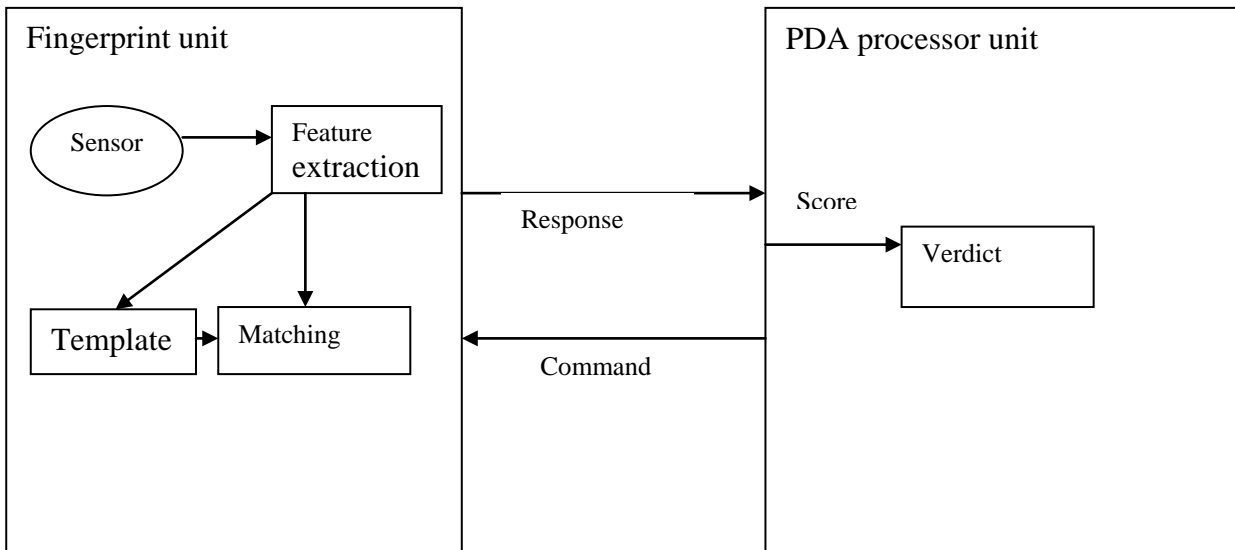 Fingerprint unit
PDA processor unit
Sensor
Feature
extraction
Response
Score
Verdict
Template
Matching
Command